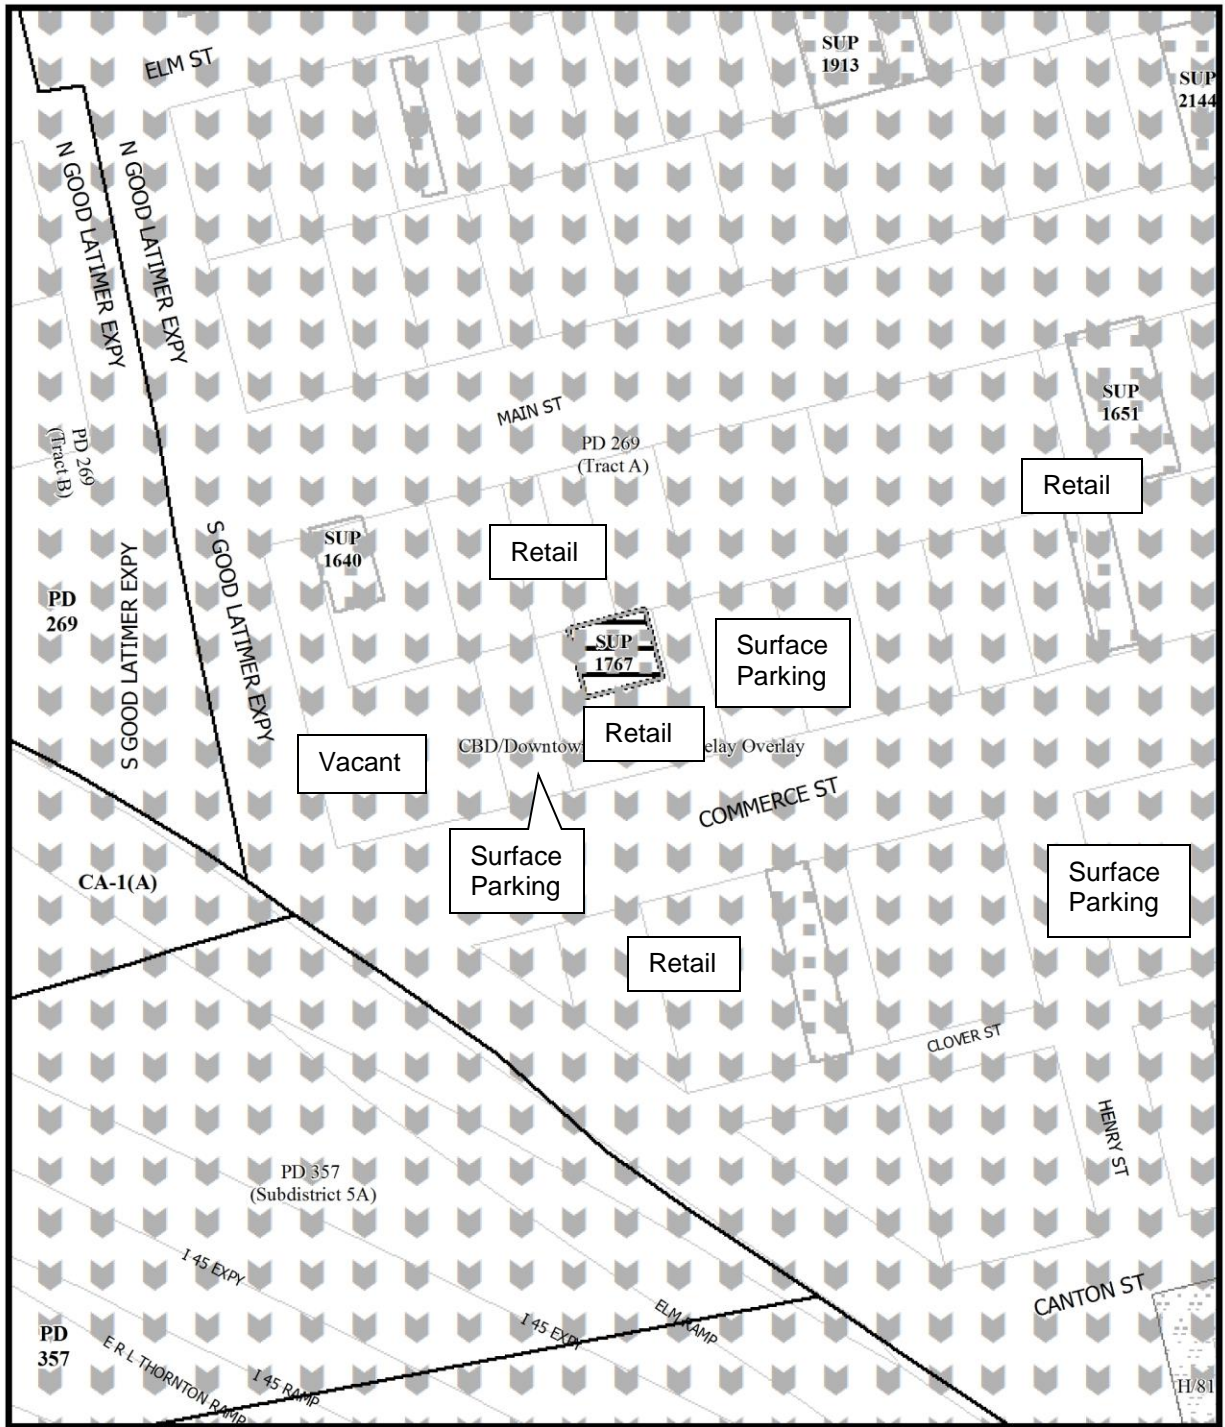 ELM ST
SUP
1913
SUP
2144
N GOOD LATIMER EXPY
N GOOD LATIMER EXPY
SUP
1651
MAIN ST
PD 269
(Tract A)
PD 269
(Tract B)
Retail
SUP
1640
Retail
S GOOD LATIMER EXPY
S GOOD LATIMER EXPY
PD
269
SUP
1767
Surface
Parking
Retail
CBD/Downtow elay Overlay
Vacant
COMMERCE ST
Surface
Parking
Surface
Parking
CA-1(A)
Retail
CLOVER ST
HENRY ST
PD 357
(Subdistrict 5A)
I 45 EXPY
CANTON ST
ELM RAMP
I 45 EXPY
PD
357
E R L THORNTON RAMP
I 45 RAMP
H/81